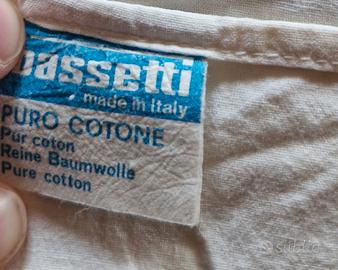 bassetti
made in Italy
PURO COTONE
Pur coton
Reine Baumwolle
Pure cotton
subito